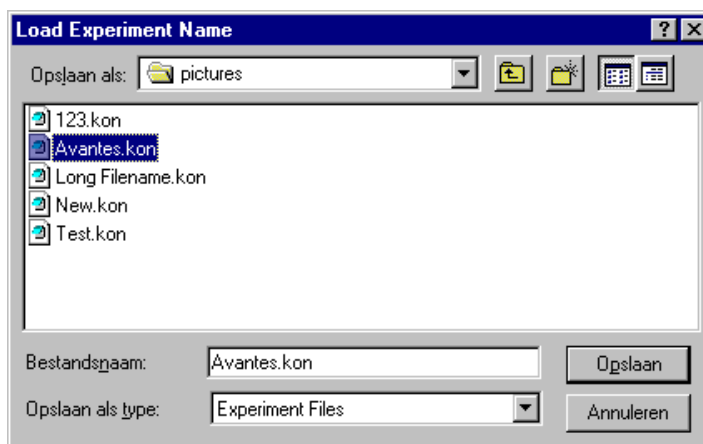 Load Experiment Name
Opslaan als: pictures
123.kon
Avantes.kon
Long Filename.kon
New.kon
Test.kon
Bestandsnaam: Avantes.kon Opslaan
Opslaan als type: Experiment Files Annuleren